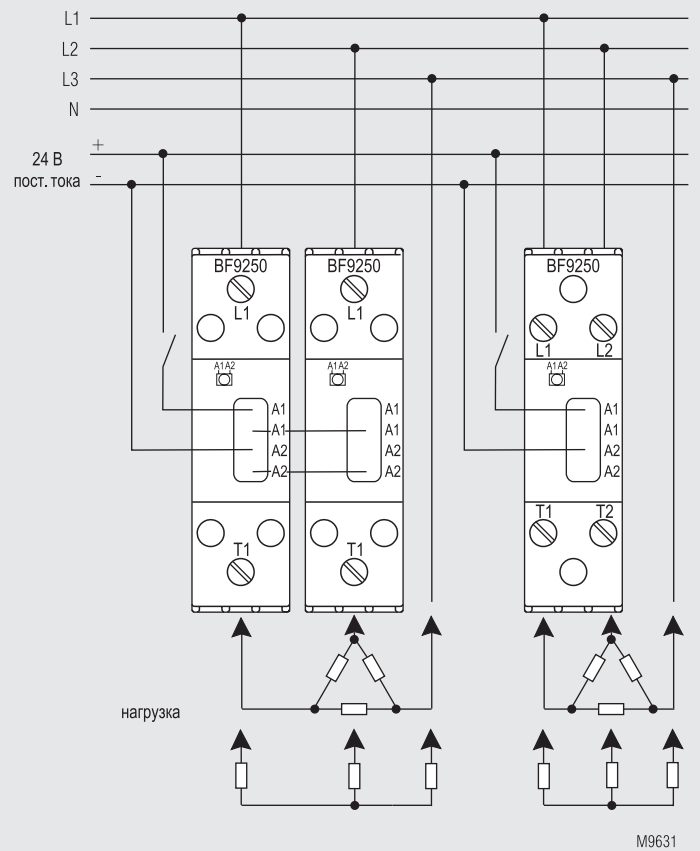 L1
L2
L3
N
+
24 В
пост. тока -
BF9250 BF9250 BF9250
L1 L1 L1 L2
A1A2 A1A2 A1A2
A1 A1 A1
A1 A1 A1
A2 A2 A2
A2 A2 A2
T1 T2
T1 T1
нагрузка
M9631